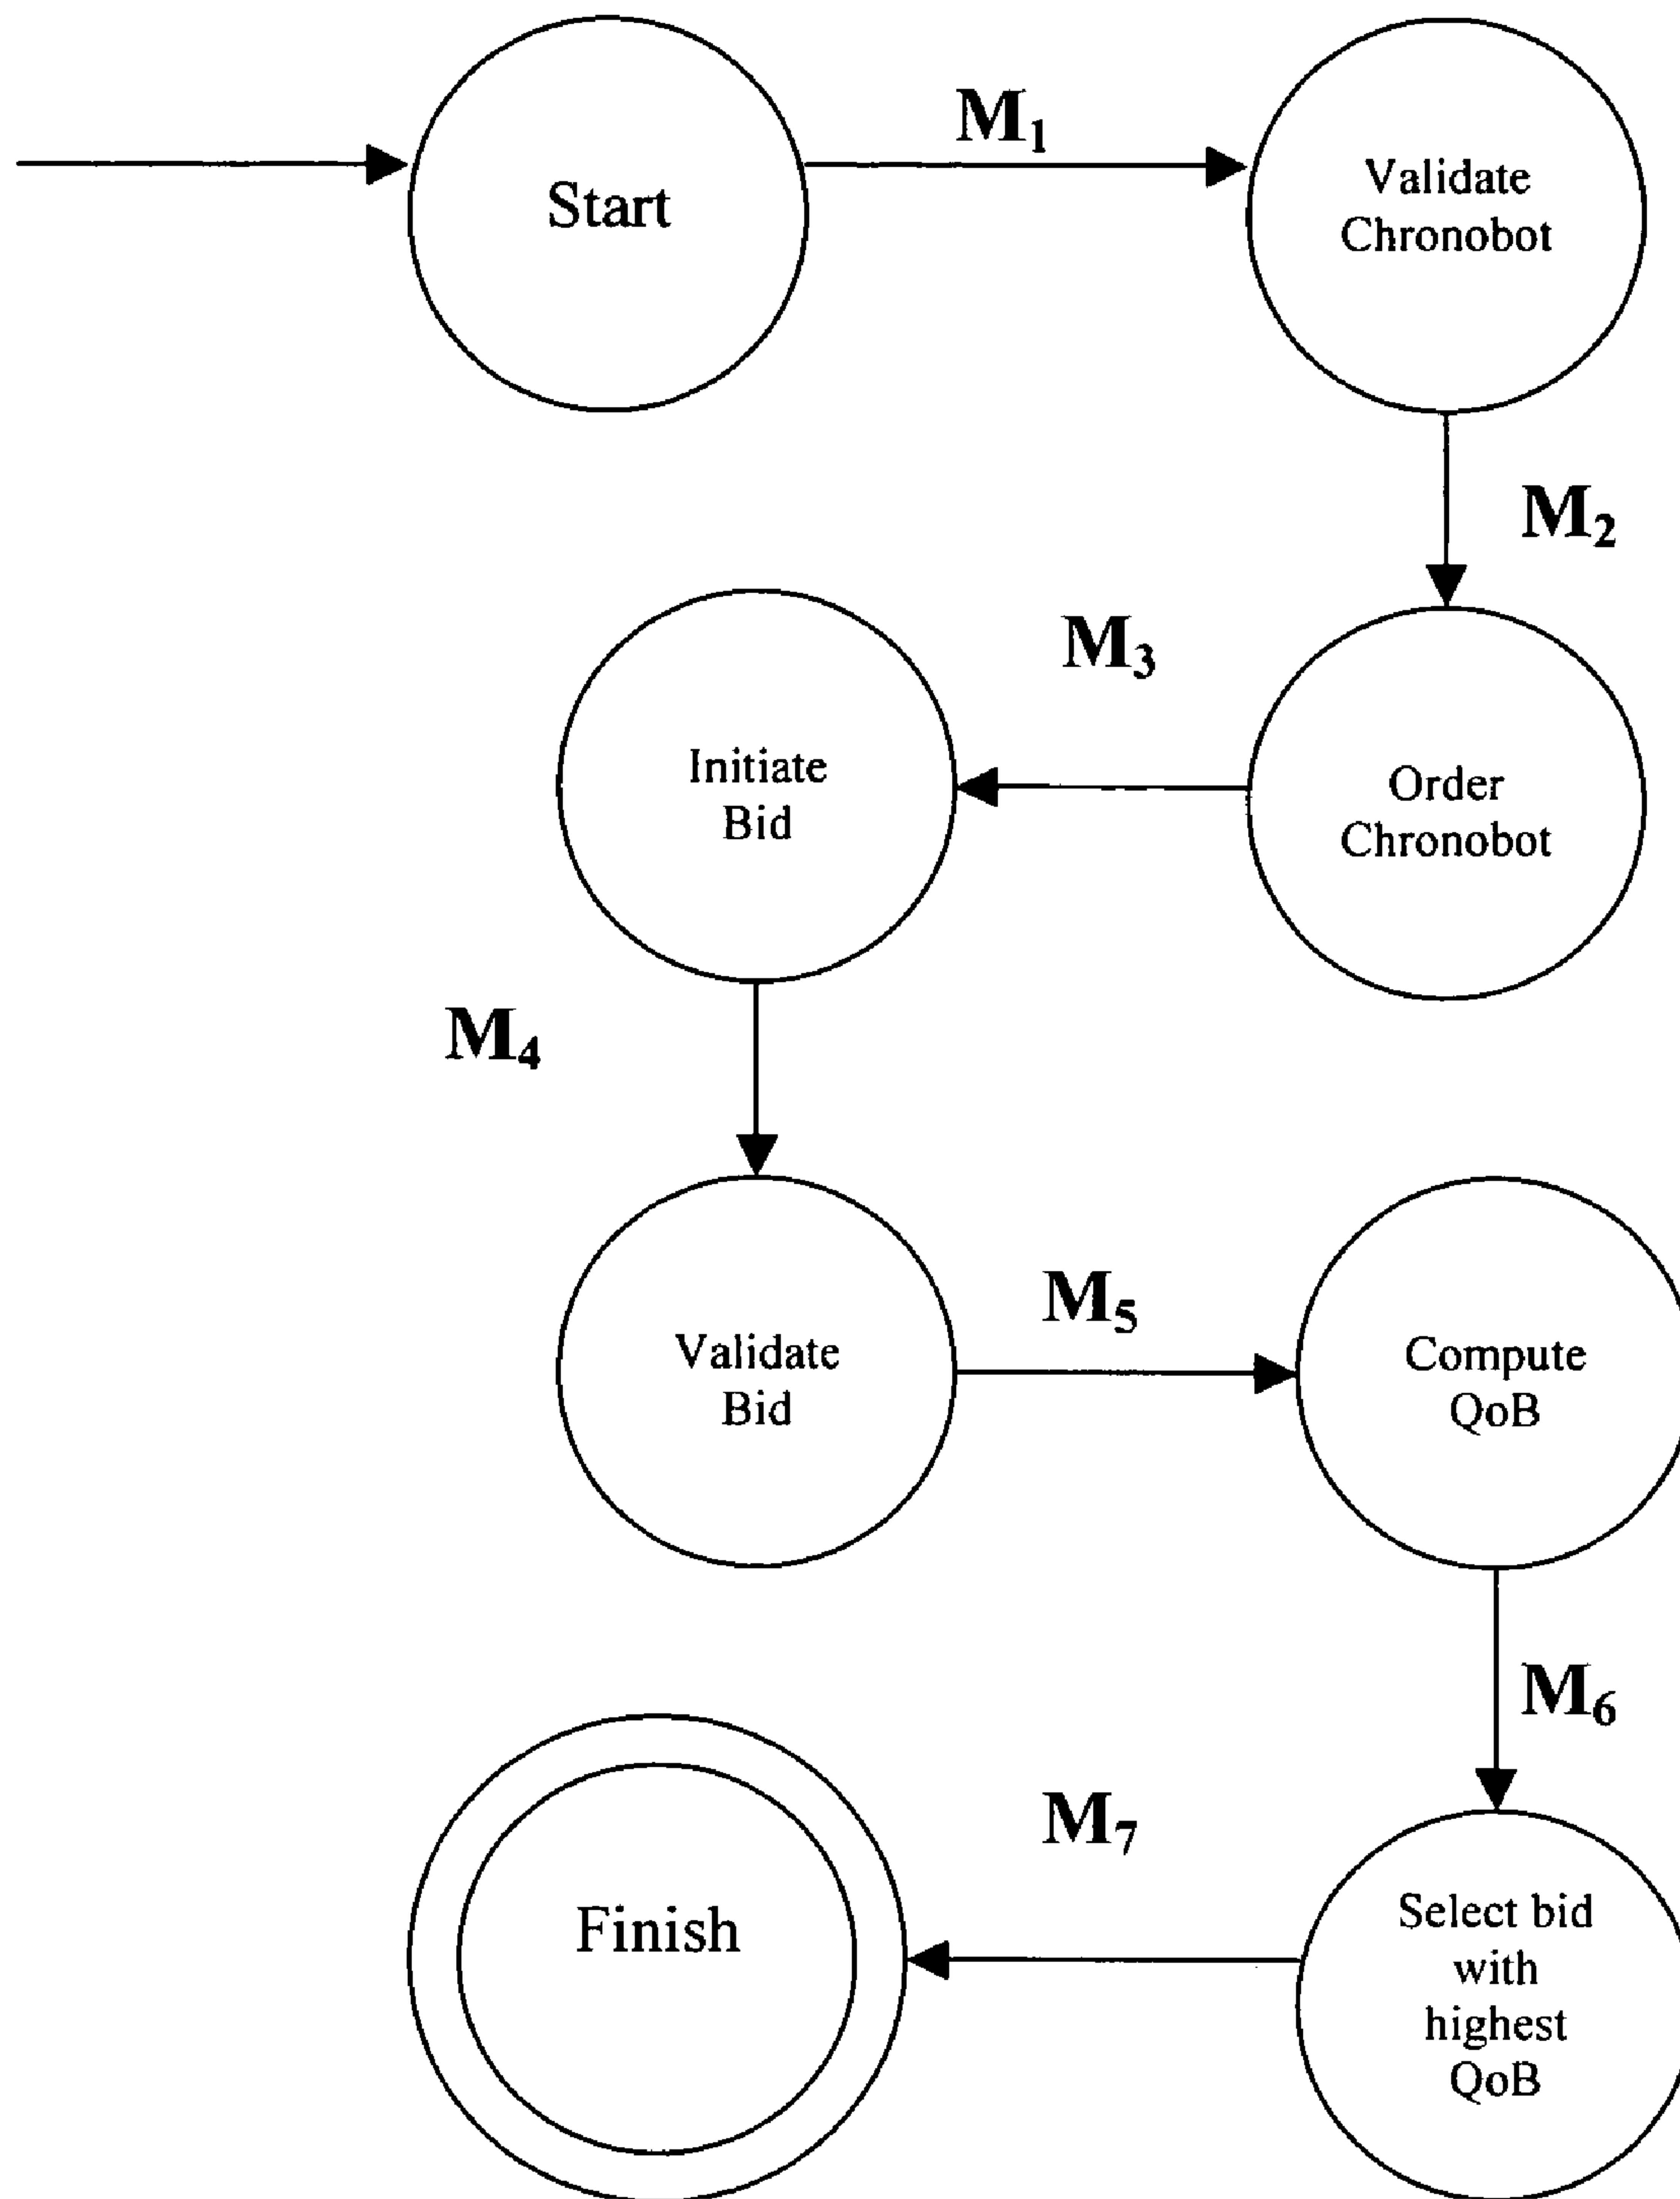 Start
M₁
Validate
Chronobot
M₂
Order
Chronobot
M₃
Initiate
Bid
M₄
Validate
Bid
M₅
Compute
QoB
M₆
Select bid
with
highest
QoB
M₇
Finish